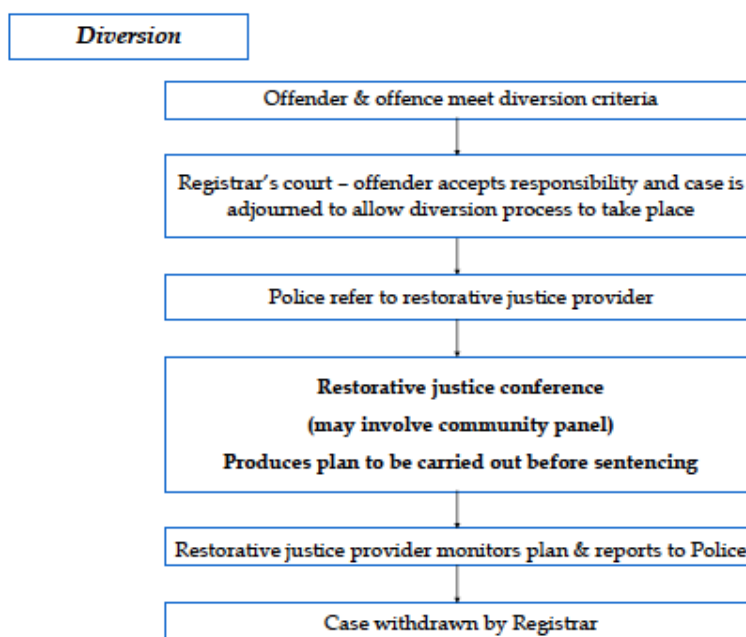 Diversion
Offender & offence meet diversion criteria
Registrar's court – offender accepts responsibility and case is
adjourned to allow diversion process to take place
Police refer to restorative justice provider
Restorative justice conference
(may involve community panel)
Produces plan to be carried out before sentencing
Restorative justice provider monitors plan & reports to Police
Case withdrawn by Registrar